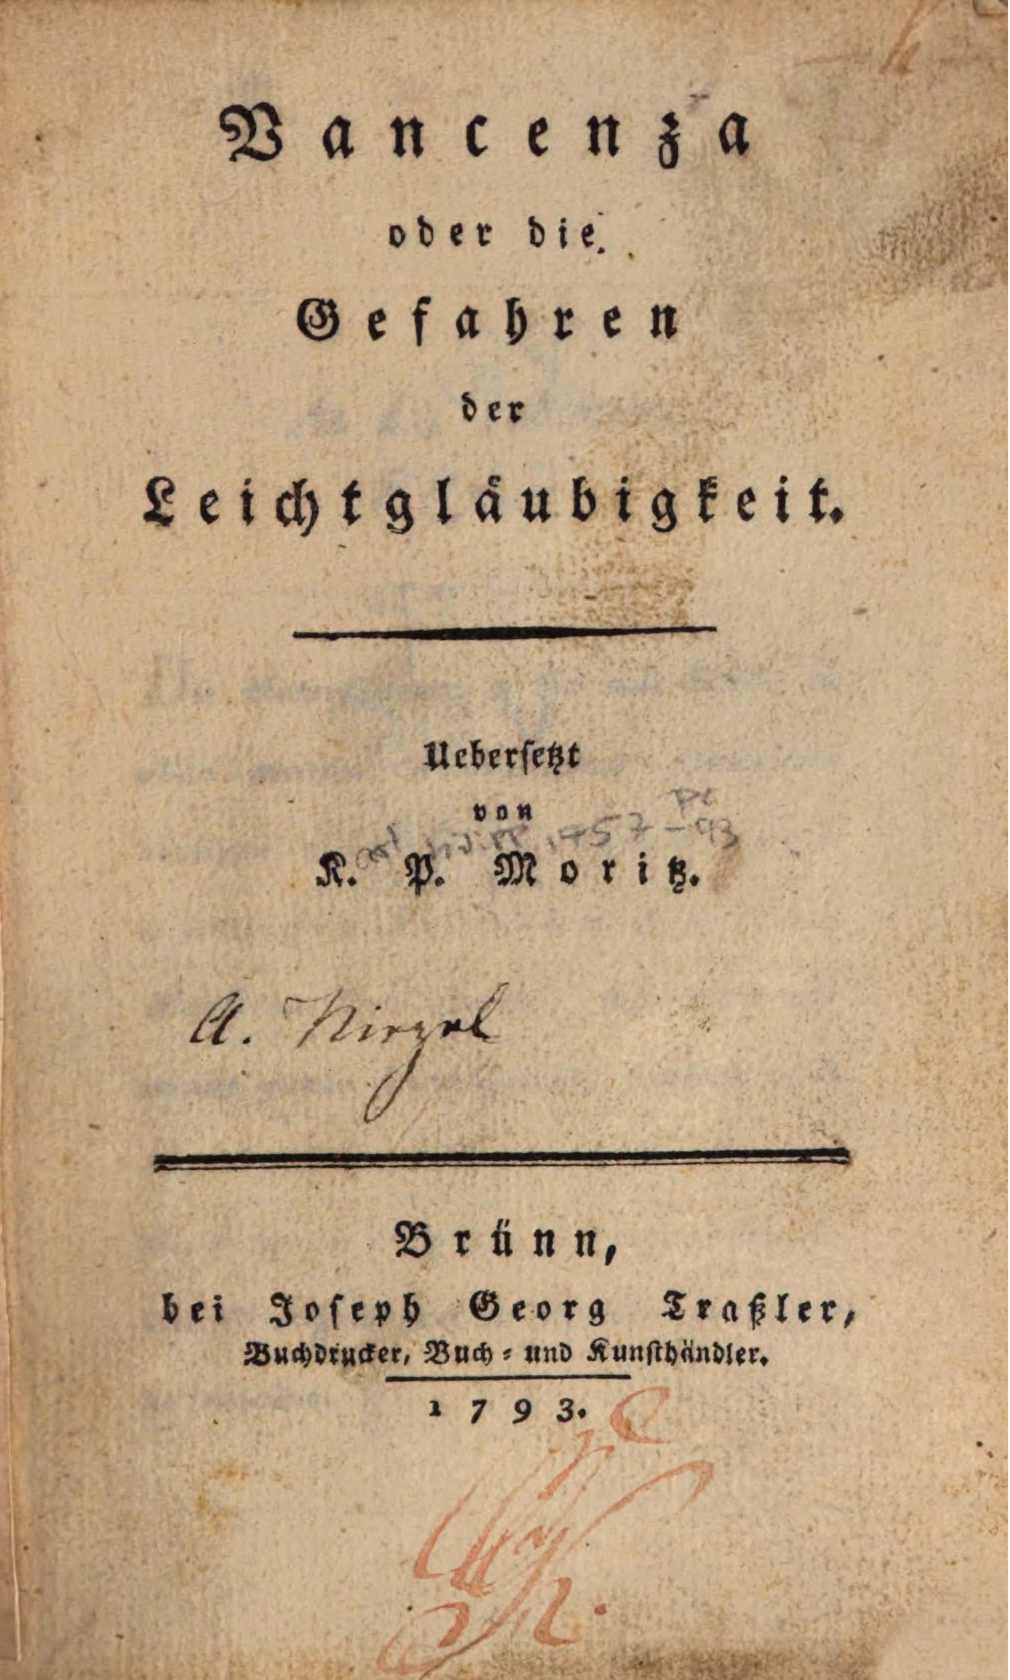 Vancenza
oder die
Gefahren
der
Leichtgläubigkeit.
Uebersetzt
von
K. P. Moritz.
Brünn,
bei Joseph Georg Traßler,
Buchdrucker, Buch- und Kunsthändler.
1793.